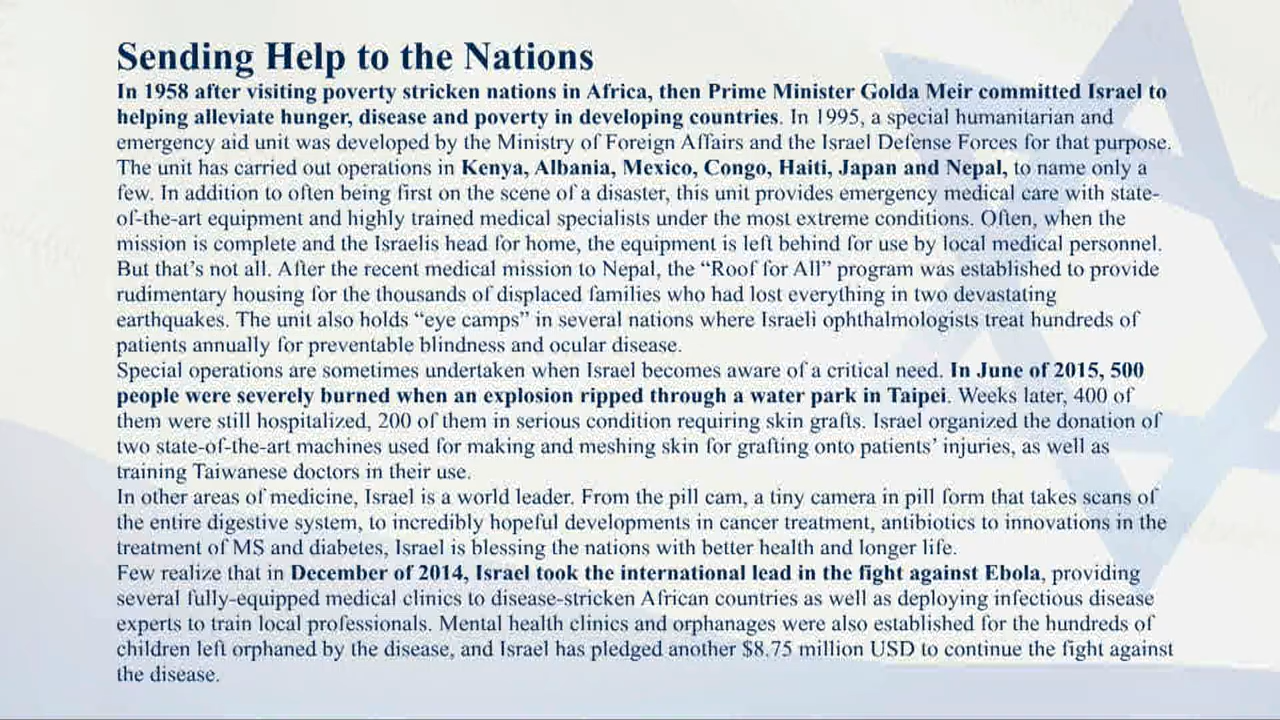 Sending Help to the Nations
In 1958 after visiting poverty stricken nations in Africa, then Prime Minister Golda Meir committed Israel to
helping alleviate hunger, disease and poverty in developing countries. In 1995, a special humanitarian and
emergency aid unit was developed by the Ministry of Foreign Affairs and the Israel Defense Forces for that purpose.
The unit has carried out operations in Kenya, Albania, Mexico, Congo, Haiti, Japan and Nepal, to name only a
few. In addition to often being first on the scene of a disaster, this unit provides emergency medical care with state-
of-the-art equipment and highly trained medical specialists under the most extreme conditions. Often, when the
mission is complete and the Israelis head for home, the equipment is left behind for use by local medical personnel.
But that's not all. After the recent medical mission to Nepal, the “Roof for All” program was established to provide
rudimentary housing for the thousands of displaced families who had lost everything in two devastating
earthquakes. The unit also holds “eye camps” in several nations where Israeli ophthalmologists treat hundreds of
patients annually for preventable blindness and ocular disease.
Special operations are sometimes undertaken when Israel becomes aware of a critical need. In June of 2015, 500
people were severely burned when an explosion ripped through a water park in Taipei. Weeks later, 400 of
them were still hospitalized, 200 of them in serious condition requiring skin grafts. Israel organized the donation of
two state-of-the-art machines used for making and meshing skin for grafting onto patients' injuries, as well as
training Taiwanese doctors in their use.
In other areas of medicine, Israel is a world leader. From the pill cam, a tiny camera in pill form that takes scans of
the entire digestive system, to incredibly hopeful developments in cancer treatment, antibiotics to innovations in the
treatment of MS and diabetes, Israel is blessing the nations with better health and longer life.
Few realize that in December of 2014, Israel took the international lead in the fight against Ebola, providing
several fully-equipped medical clinics to disease-stricken African countries as well as deploying infectious disease
experts to train local professionals. Mental health clinics and orphanages were also established for the hundreds of
children left orphaned by the disease, and Israel has pledged another $8.75 million USD to continue the fight against
the disease.